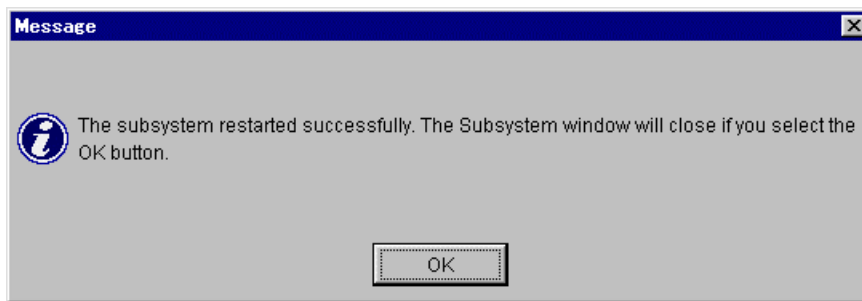 Message
The subsystem restarted successfully. The Subsystem window will close if you select the
OK button.
OK